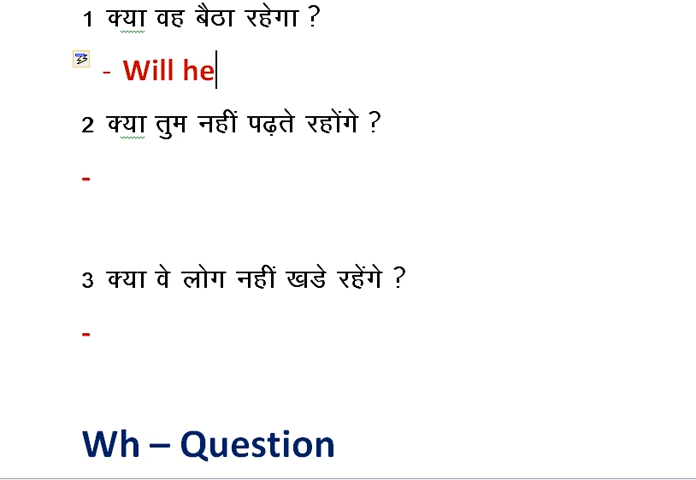 1 क्या वह बैठा रहेगा ?
- Will he
2 क्या तुम नहीं पढ़ते रहोंगे ?
-
3 क्या वे लोग नहीं खडे रहेंगे ?
-
Wh – Question